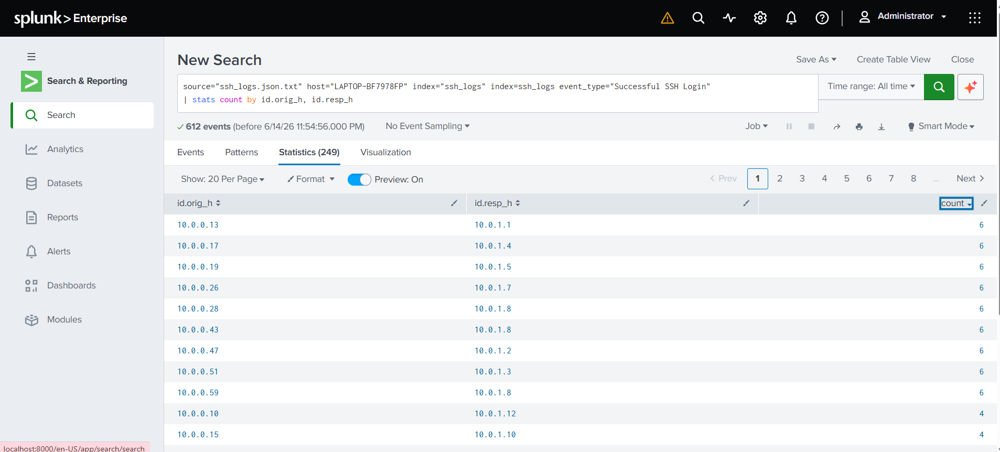 splunk> Enterprise
Administrator
Search & Reporting
Search
Analytics
Datasets
Reports
Alerts
Dashboards
Modules
New Search
Save As
Create Table View
Close
source="ssh_logs.json.txt" host="LAPTOP-BF7978FP" index="ssh_logs" index=ssh_logs event_type="Successful SSH Login"
| stats count by id.orig_h, id.resp_h
Time range: All time
612 events (before 6/14/26 11:54:56.000 PM)
No Event Sampling
Job
Smart Mode
Events
Patterns
Statistics (249)
Visualization
Show: 20 Per Page
Format
Preview: On
< Prev 1 2 3 4 5 6 7 8 ... Next >
id.orig_h id.resp_h count
10.0.0.13 10.0.1.1 6
10.0.0.17 10.0.1.4 6
10.0.0.19 10.0.1.5 6
10.0.0.26 10.0.1.7 6
10.0.0.28 10.0.1.8 6
10.0.0.43 10.0.1.8 6
10.0.0.47 10.0.1.2 6
10.0.0.51 10.0.1.3 6
10.0.0.59 10.0.1.8 6
10.0.0.10 10.0.1.12 4
10.0.0.15 10.0.1.10 4
localhost:8000/en-US/app/search/search